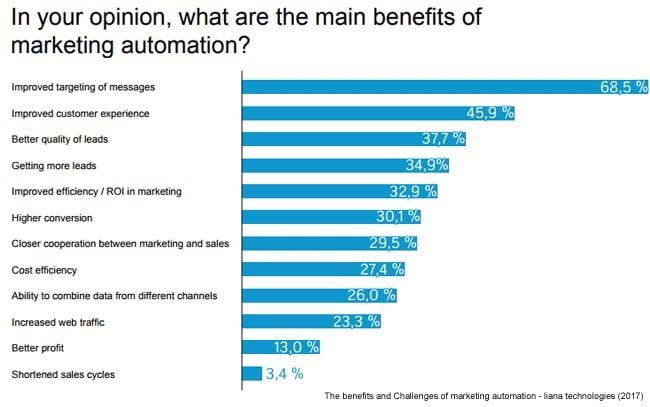 In your opinion, what are the main benefits of
marketing automation?
Improved targeting of messages 68,5 %
Improved customer experience 45,9 %
Better quality of leads 37,7 %
Getting more leads 34,9%
Improved efficiency / ROI in marketing 32,9 %
Higher conversion 30,1 %
Closer cooperation between marketing and sales 29,5 %
Cost efficiency 27,4 %
Ability to combine data from different channels 26,0 %
Increased web traffic 23,3 %
Better profit 13,0 %
Shortened sales cycles 3,4 %
The benefits and Challenges of marketing automation - liana technologies (2017)